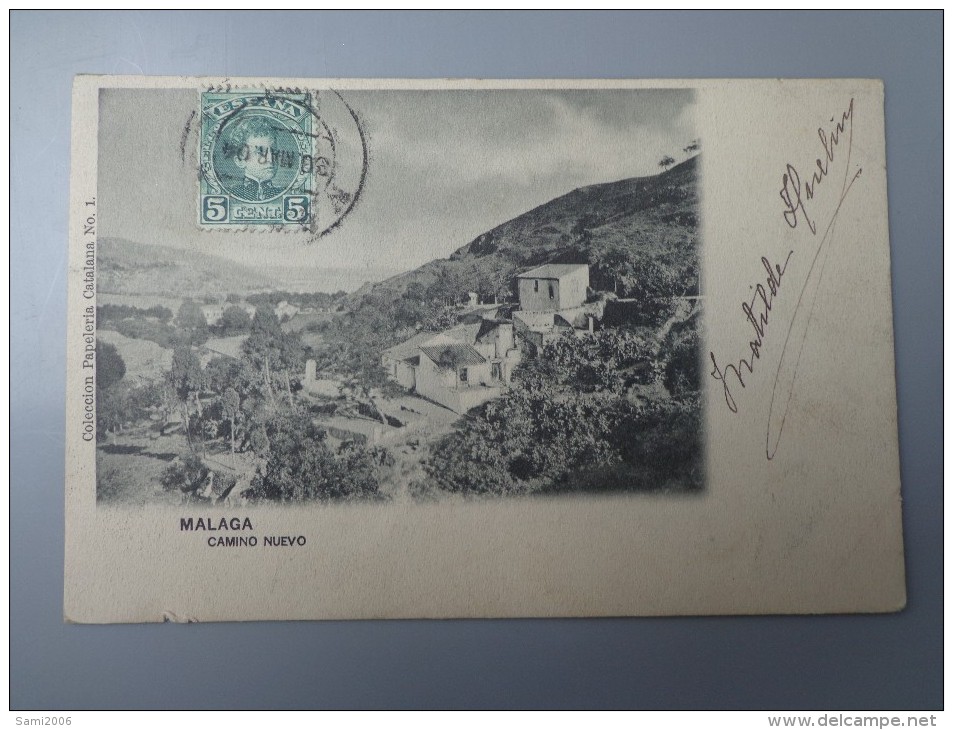 ESPAÑA
30 MAR 04
5 CENT. 5
Coleccion Papeleria Catalana No. 1.
Matilde
MALAGA
CAMINO NUEVO
Sami2006
www.delcampe.net